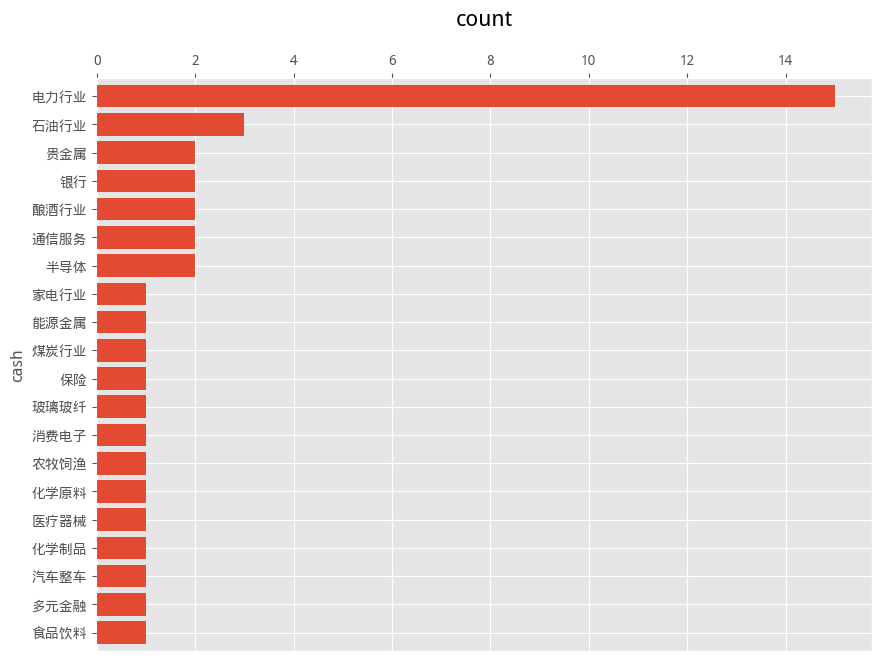 count
0 2 4 6 8 10 12 14
电力行业
石油行业
贵金属
银行
酿酒行业
通信服务
半导体
家电行业
能源金属
煤炭行业
保险
玻璃玻纤
消费电子
农牧饲渔
化学原料
医疗器械
化学制品
汽车整车
多元金融
食品饮料
cash